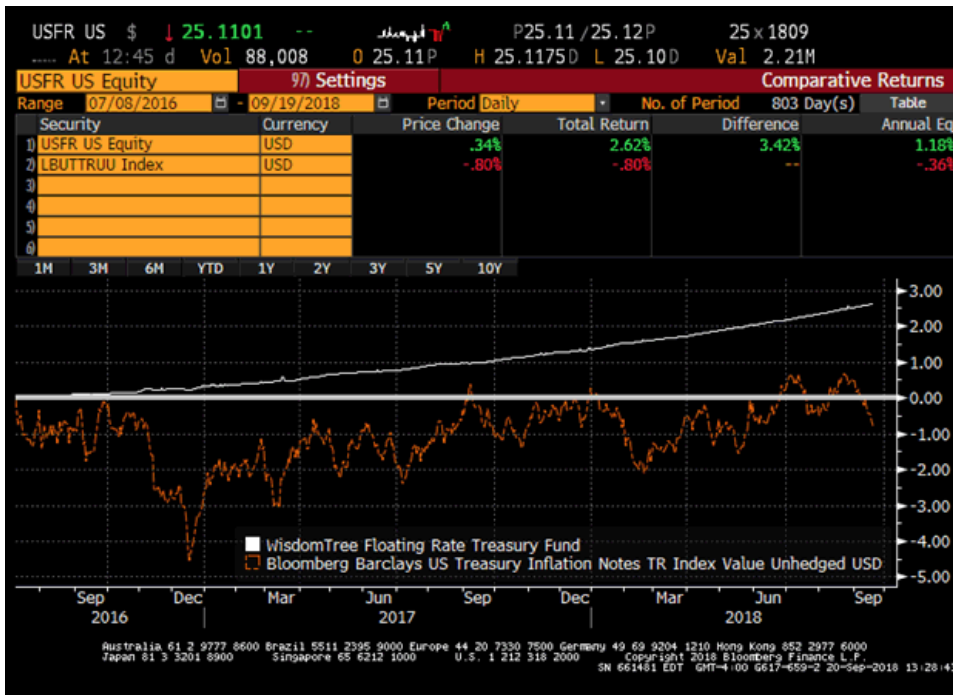 USFR US $ ↓ 25.1101 -- P25.11 /25.12P 25×1809
At 12:45 d Vol 88,008 O 25.11P H 25.1175D L 25.10D Val 2.21M
USFR US Equity 97) Settings Comparative Returns
Range 07/08/2016 - 09/19/2018 Period Daily No. of Period 803 Day(s) Table
Security Currency Price Change Total Return Difference Annual Eq
1) USFR US Equity USD .34% 2.62% 3.42% 1.18%
2) LBUTTRUU Index USD -.80% -.80% -- -.36%
3)
4)
5)
6)
1M 3M 6M YTD 1Y 2Y 3Y 5Y 10Y
3.00
2.00
1.00
0.00
-1.00
-2.00
-3.00
-4.00
-5.00
WisdomTree Floating Rate Treasury Fund
Bloomberg Barclays US Treasury Inflation Notes TR Index Value Unhedged USD
Sep Dec Mar Jun Sep Dec Mar Jun Sep
2016 2017 2018
Australia 61 2 9777 8600 Brazil 5511 2395 9000 Europe 44 20 7330 7500 Germany 49 69 9204 1210 Hong Kong 852 2977 6000
Japan 81 3 3201 8900 Singapore 65 6212 1000 U.S. 1 212 318 2000 Copyright 2018 Bloomberg Finance L.P.
SN 661481 EDT GMT-4:00 G617-659-2 20-Sep-2018 13:28:43